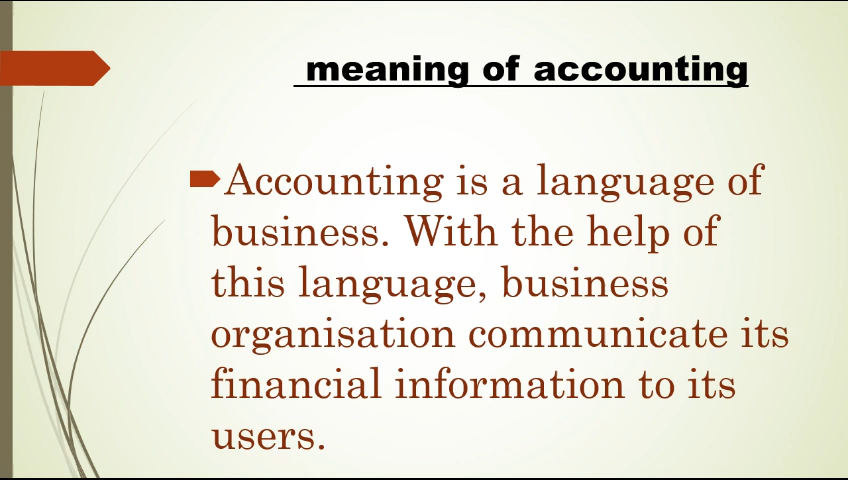 meaning of accounting
Accounting is a language of
business. With the help of
this language, business
organisation communicate its
financial information to its
users.